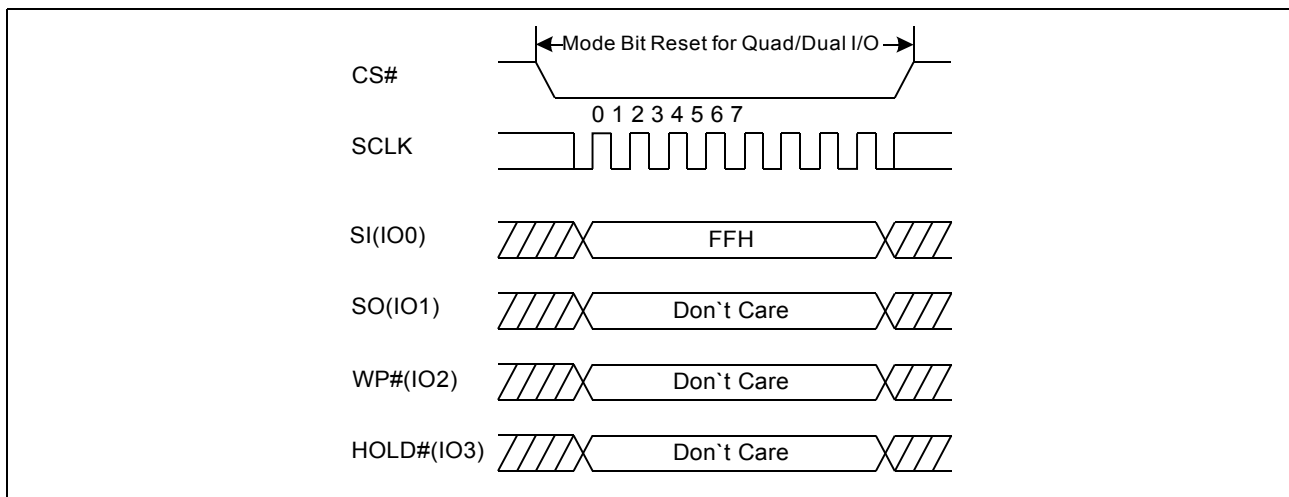 Mode Bit Reset for Quad/Dual I/O
CS#
0 1 2 3 4 5 6 7
SCLK
SI(IO0)
FFH
SO(IO1)
Don`t Care
WP#(IO2)
Don`t Care
HOLD#(IO3)
Don`t Care